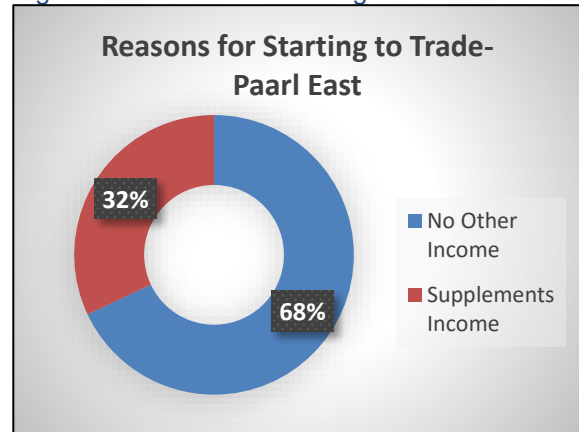 Reasons for Starting to Trade-
Paarl East
32%
68%
No Other
Income
Supplements
Income